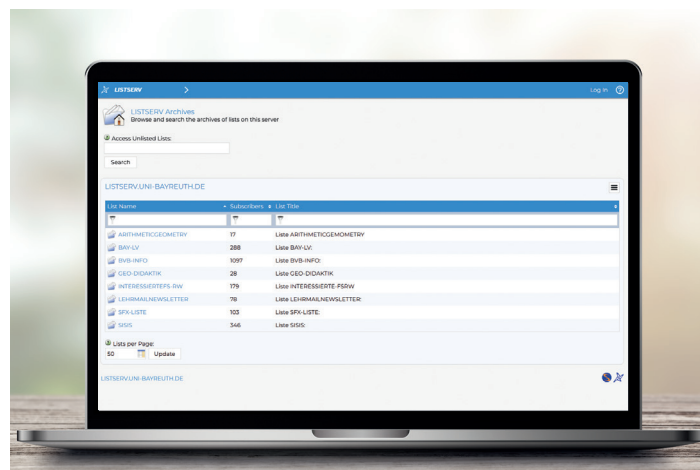 LISTSERV
Log In
LISTSERV Archives
Browse and search the archives of lists on this server
Access Unlisted Lists:
Search
LISTSERV.UNI-BAYREUTH.DE
List Name Subscribers List Title
ARITHMETICGEOMETRY 17 Liste ARITHMETICGEMOMETRY
BAY-LV 288 Liste BAY-LV:
BVB-INFO 1097 Liste BVB-INFO:
GEO-DIDAKTIK 28 Liste GEO-DIDAKTIK
INTERESSIERTEFS-RW 179 Liste INTERESSIERTE-FSRW
LEHRMAILNEWSLETTER 78 Liste LEHRMAILNEWSLETTER:
SFX-LISTE 103 Liste SFX-LISTE:
SISIS 346 Liste SISIS:
Lists per Page:
50 Update
LISTSERV.UNI-BAYREUTH.DE